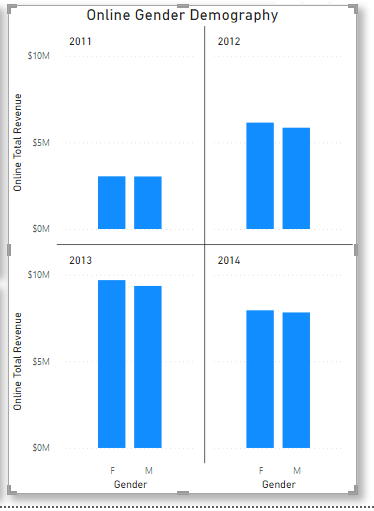 Online Gender Demography
2011
2012
$10M
$5M
$0M
Online Total Revenue
2013
2014
$10M
$5M
$0M
Online Total Revenue
F M F M
Gender Gender